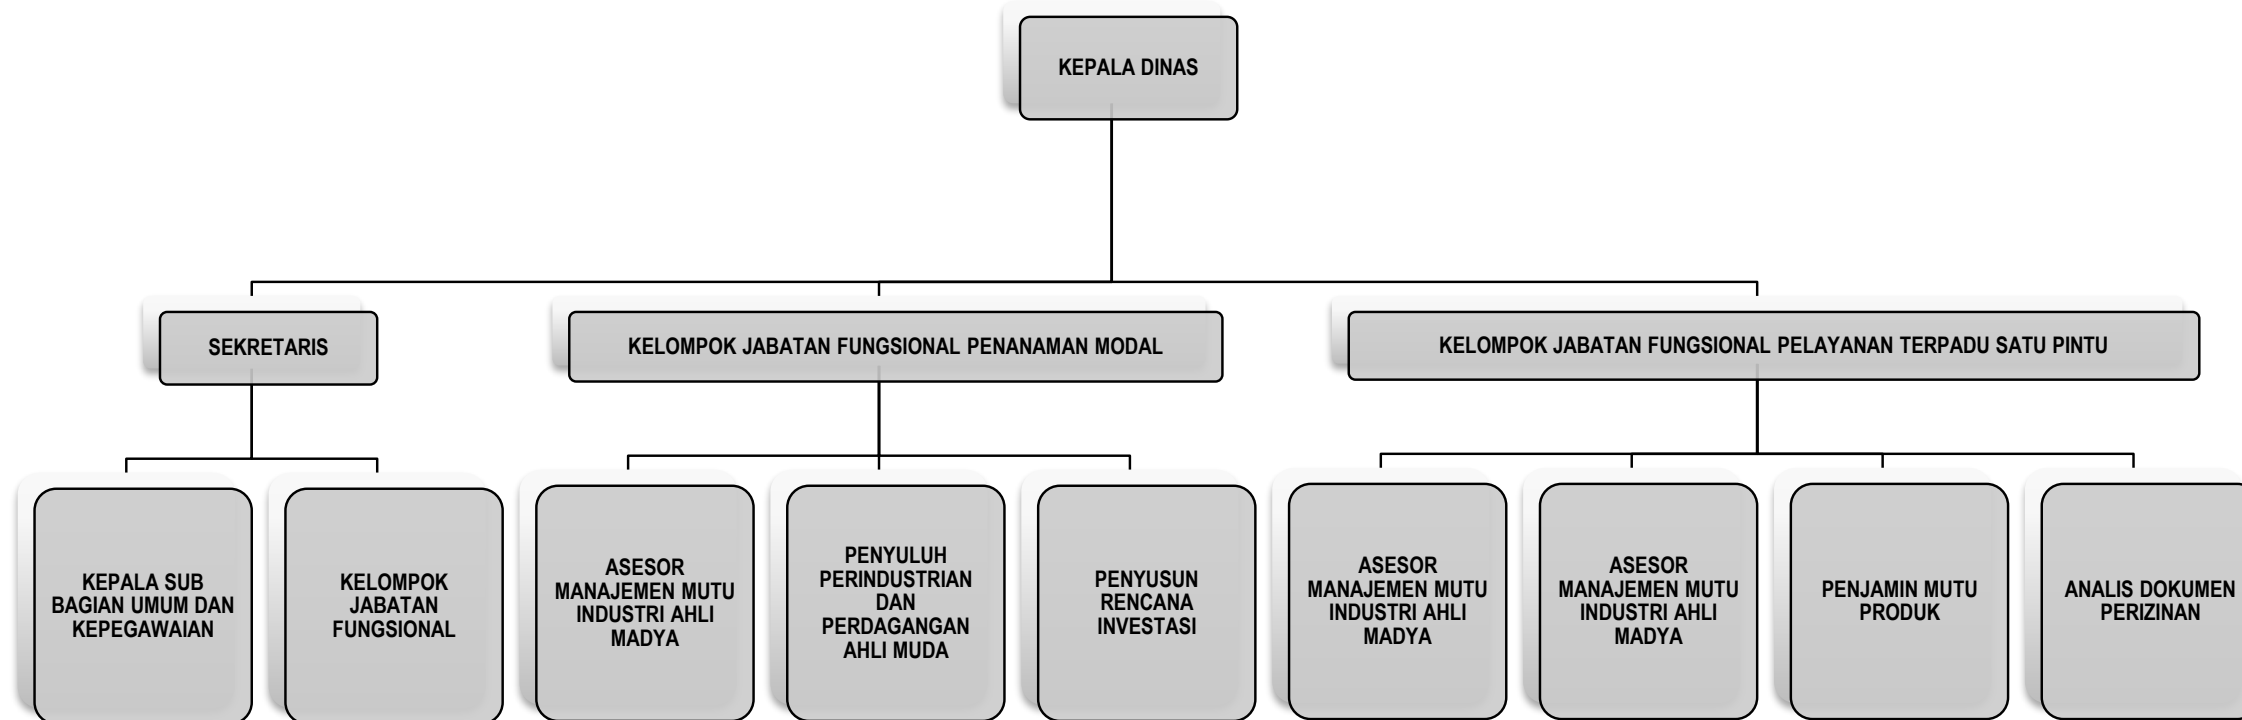 KEPALA DINAS
SEKRETARIS
KELOMPOK JABATAN FUNGSIONAL PENANAMAN MODAL
KELOMPOK JABATAN FUNGSIONAL PELAYANAN TERPADU SATU PINTU
KEPALA SUB
BAGIAN UMUM DAN
KEPEGAWAIAN
KELOMPOK
JABATAN
FUNGSIONAL
ASESOR
MANAJEMEN MUTU
INDUSTRI AHLI
MADYA
PENYULUH
PERINDUSTRIAN
DAN
PERDAGANGAN
AHLI MUDA
PENYUSUN
RENCANA
INVESTASI
ASESOR
MANAJEMEN MUTU
INDUSTRI AHLI
MADYA
ASESOR
MANAJEMEN MUTU
INDUSTRI AHLI
MADYA
PENJAMIN MUTU
PRODUK
ANALIS DOKUMEN
PERIZINAN